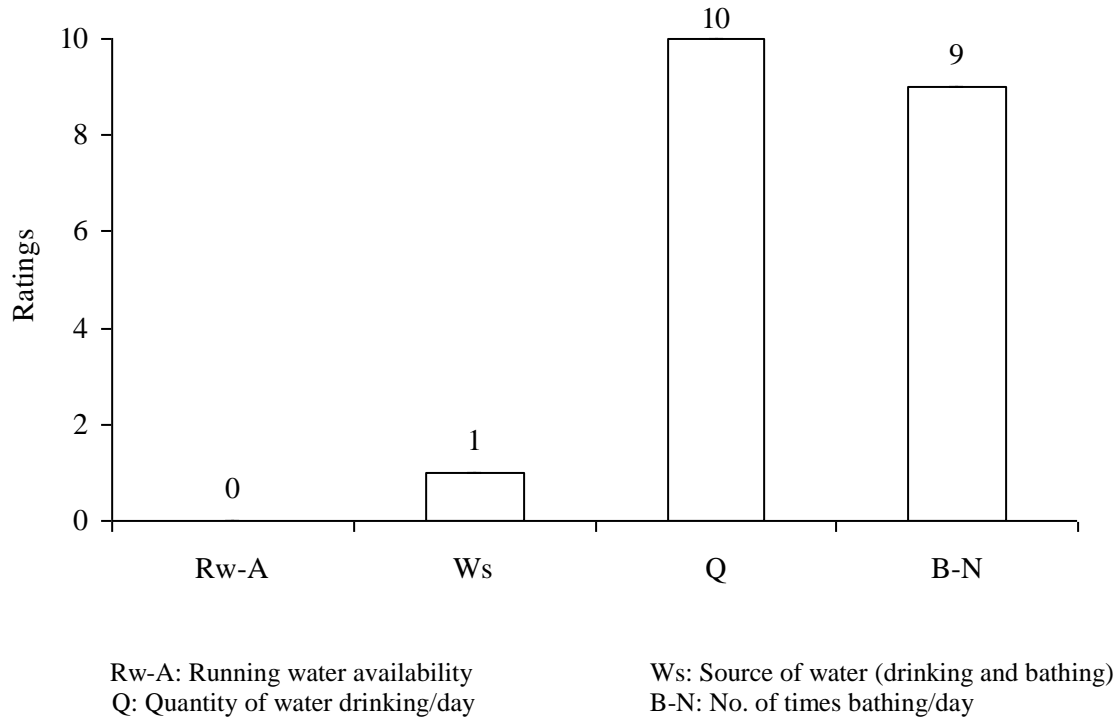 10
10
9
8
6
Ratings
4
2
1
0
0
Rw-A Ws Q B-N
Rw-A: Running water availability
Ws: Source of water (drinking and bathing)
Q: Quantity of water drinking/day
B-N: No. of times bathing/day